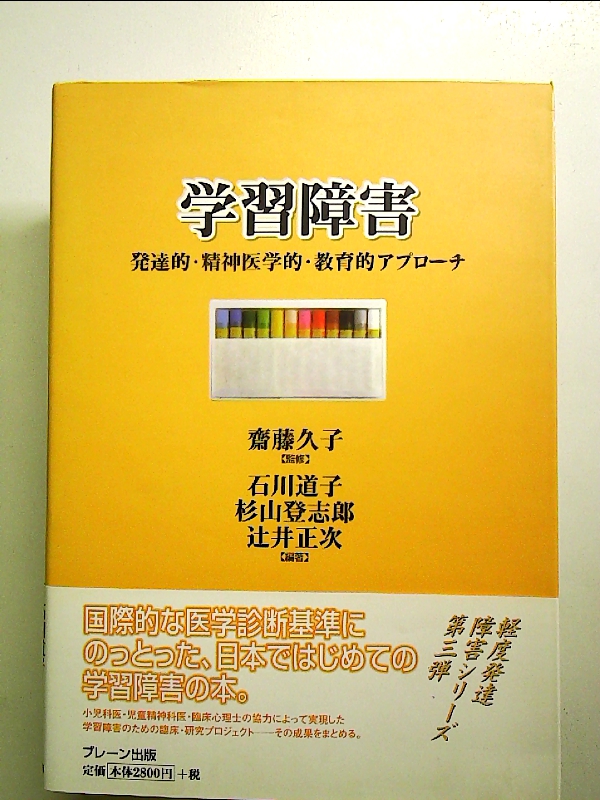 学習障害
発達的・精神医学的・教育的アプローチ
齋藤久子
【監修】
石川道子
杉山登志郎
辻井正次
【編著】
国際的な医学診断基準に
のっとった、日本ではじめての
学習障害の本。
小児科医・児童精神科医・臨床心理士の協力によって実現した
学習障害のための臨床・研究プロジェクト──その成果をまとめる。
ブレーン出版
定価 本体2800円 +税
軽度発達
障害シリーズ
第三弾